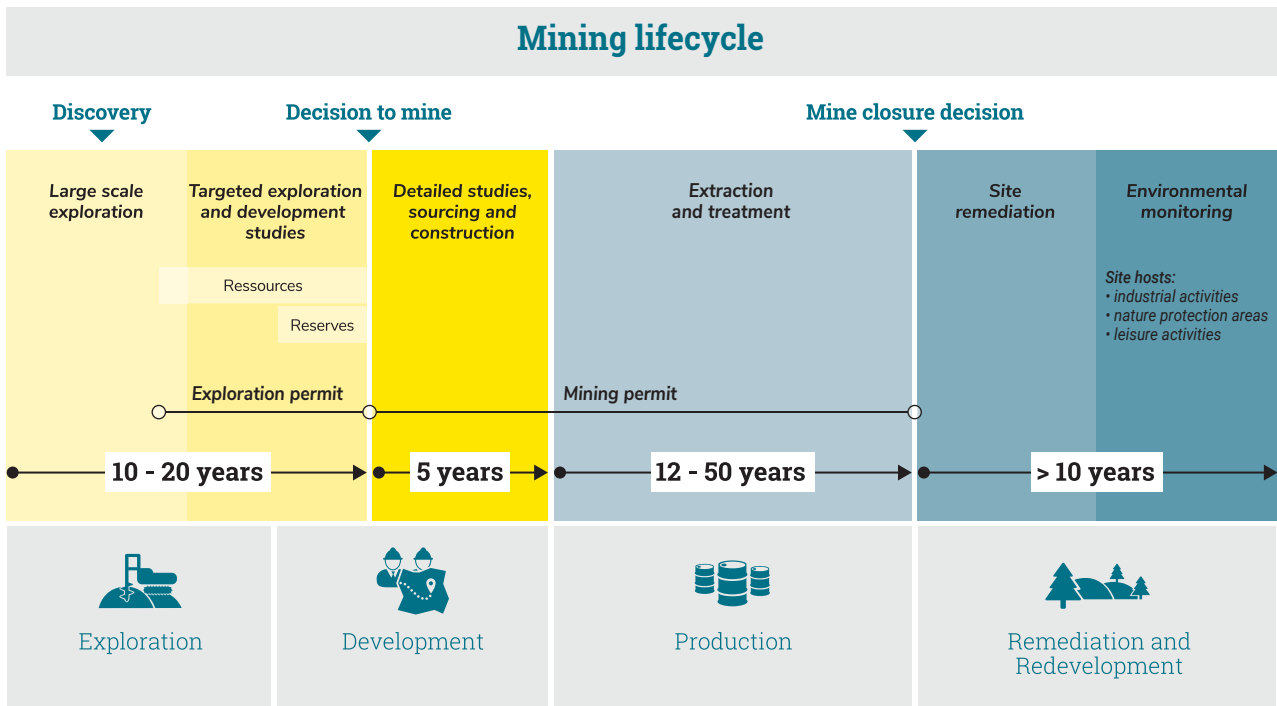 Mining lifecycle
Discovery
Decision to mine
Mine closure decision
Large scale
exploration
Targeted exploration
and development
studies
Detailed studies,
sourcing and
construction
Extraction
and treatment
Site
remediation
Environmental
monitoring
Ressources
Reserves
Site hosts:
• industrial activities
• nature protection areas
• leisure activities
Exploration permit
Mining permit
10 - 20 years
5 years
12 - 50 years
> 10 years
Exploration
Development
Production
Remediation and
Redevelopment